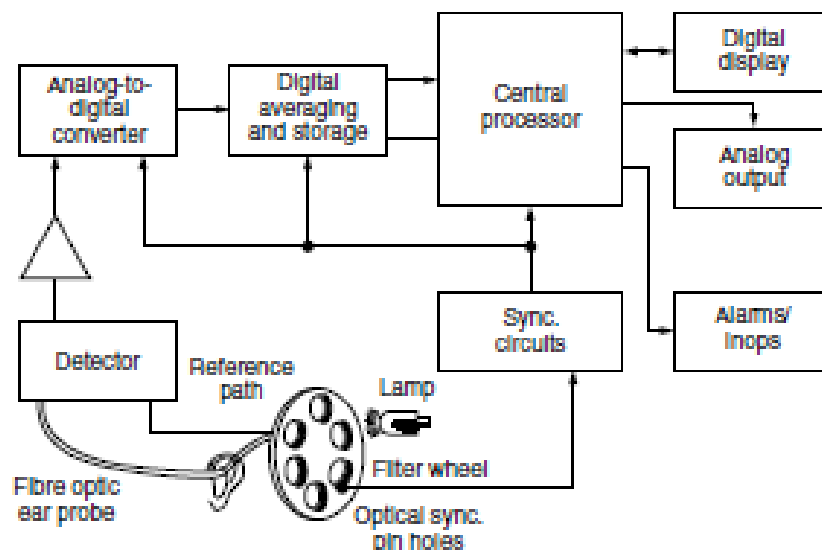 Analog-to-
digital
converter
Digital
averaging
and storage
Central
processor
Digital
display
Analog
output
Sync.
circuits
Alarms/
inops
Detector
Reference
path
Lamp
Filter wheel
Fibre optic
ear probe
Optical sync.
pin holes